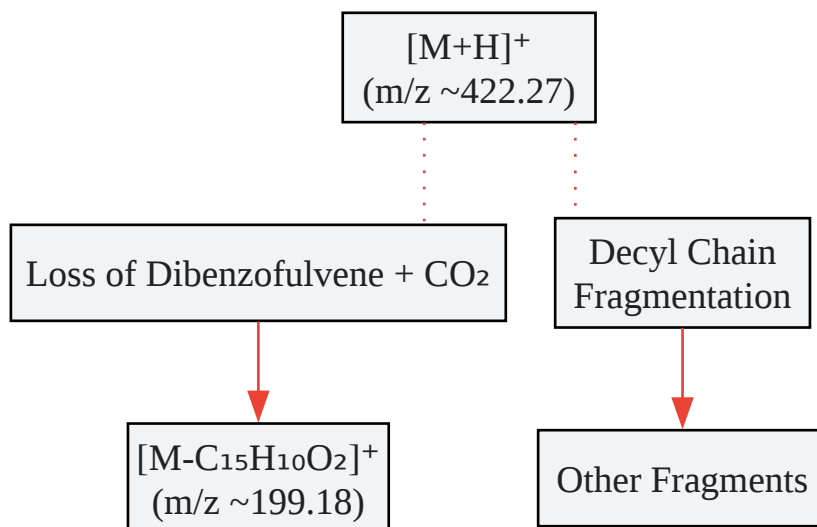 [M+H]⁺
(m/z ~422.27)
Loss of Dibenzofulvene + CO₂
Decyl Chain
Fragmentation
[M-C₁₅H₁₀O₂]⁺
(m/z ~199.18)
Other Fragments